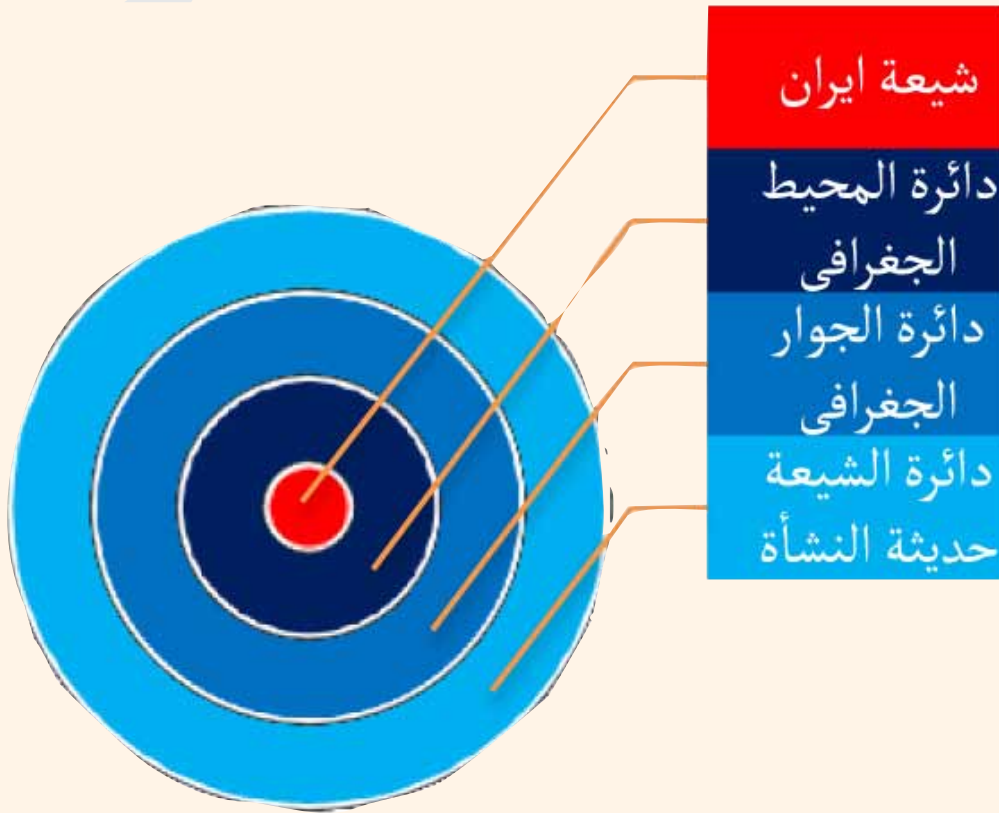 شيعة ايران
دائرة المحيط
الجغرافى
دائرة الجوار
الجغرافى
دائرة الشيعة
حديثة النشأة